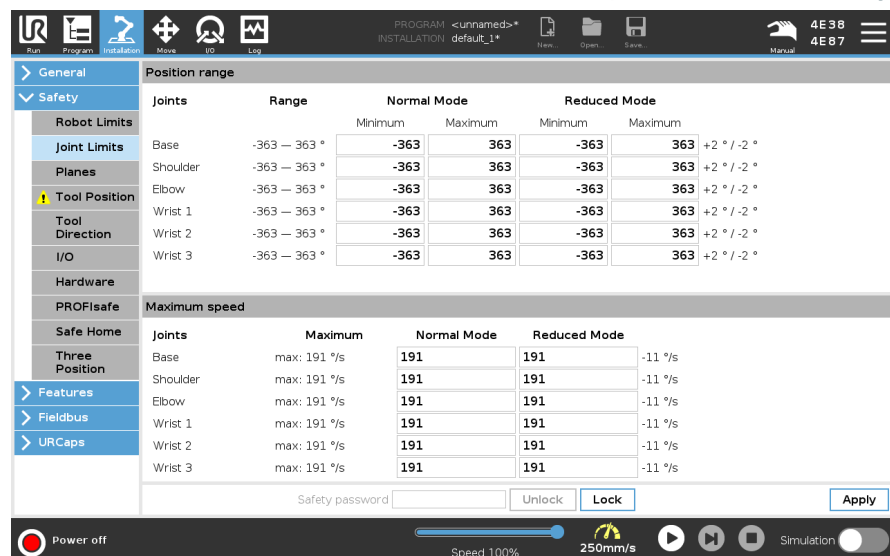 PROGRAM <unnamed>*
INSTALLATION default_1*
UR
Run Program Installation Move I/O Log New... Open... Save... Manual
4E38
4E87
General
Safety
Robot Limits
Joint Limits
Planes
Tool Position
Tool
Direction
I/O
Hardware
PROFIsafe
Safe Home
Three
Position
Features
Fieldbus
URCaps
Position range
Joints Range Normal Mode Reduced Mode
Minimum Maximum Minimum Maximum
Base -363 — 363 ° -363 363 -363 363 +2 ° / -2 °
Shoulder -363 — 363 ° -363 363 -363 363 +2 ° / -2 °
Elbow -363 — 363 ° -363 363 -363 363 +2 ° / -2 °
Wrist 1 -363 — 363 ° -363 363 -363 363 +2 ° / -2 °
Wrist 2 -363 — 363 ° -363 363 -363 363 +2 ° / -2 °
Wrist 3 -363 — 363 ° -363 363 -363 363 +2 ° / -2 °
Maximum speed
Joints Maximum Normal Mode Reduced Mode
Base max: 191 °/s 191 191 -11 °/s
Shoulder max: 191 °/s 191 191 -11 °/s
Elbow max: 191 °/s 191 191 -11 °/s
Wrist 1 max: 191 °/s 191 191 -11 °/s
Wrist 2 max: 191 °/s 191 191 -11 °/s
Wrist 3 max: 191 °/s 191 191 -11 °/s
Safety password Unlock Lock Apply
Power off Speed 100% 250mm/s Simulation